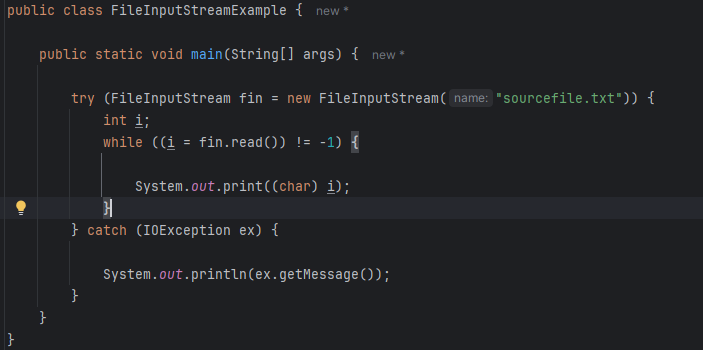 public class FileInputStreamExample { new *
public static void main(String[] args) { new *
try (FileInputStream fin = new FileInputStream( name: "sourcefile.txt")) {
int i;
while ((i = fin.read()) != -1) {
System.out.print((char) i);
}
} catch (IOException ex) {
System.out.println(ex.getMessage());
}
}
}